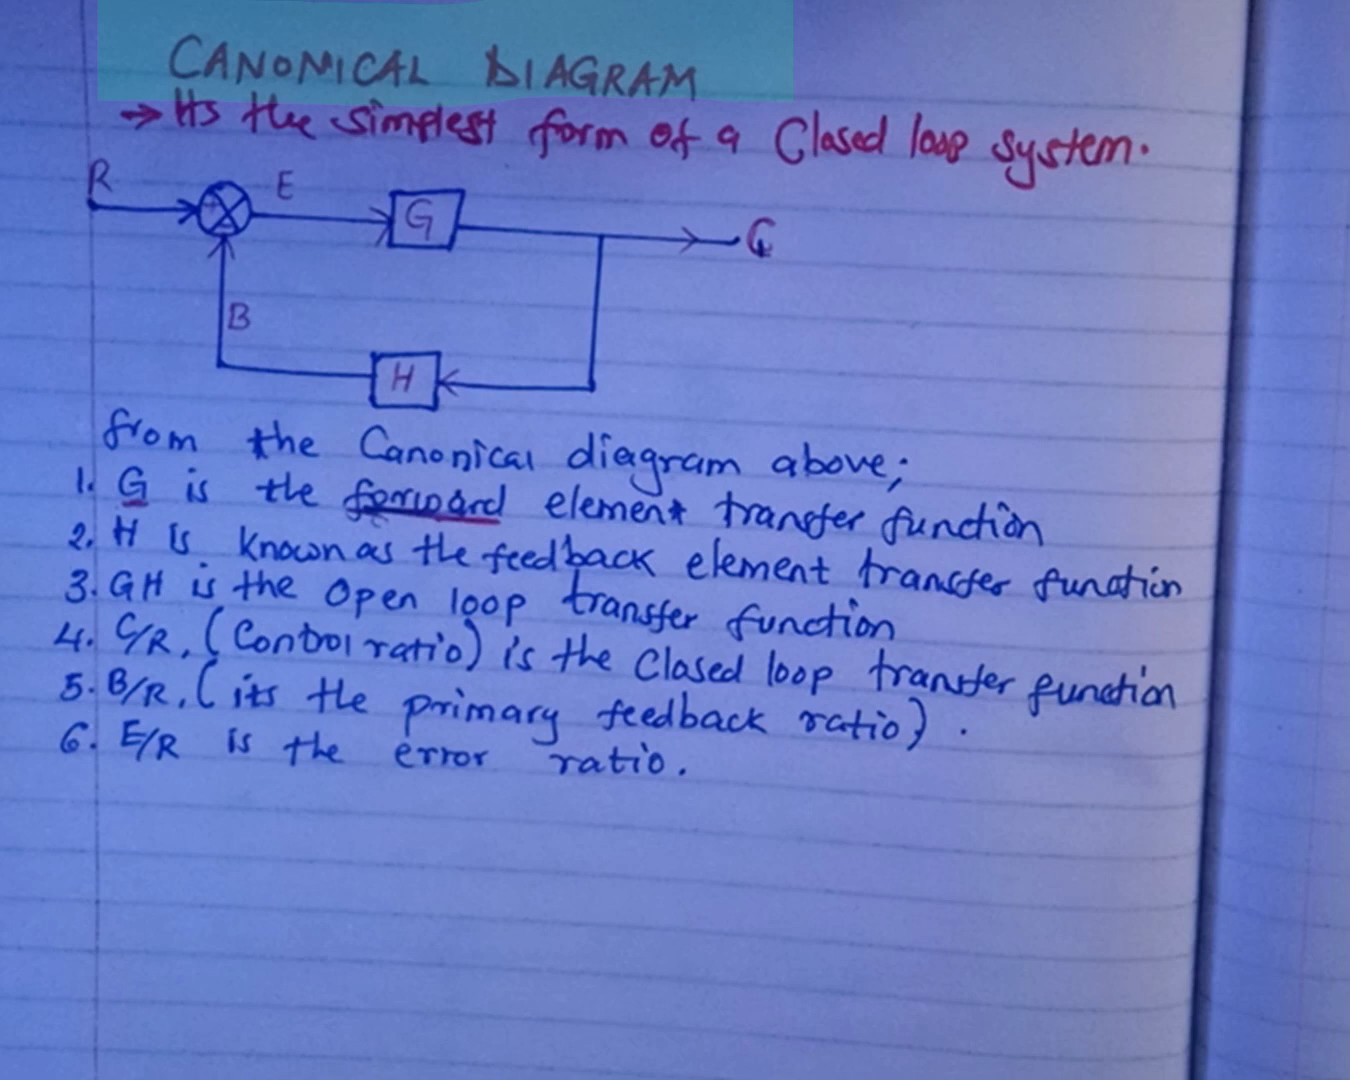 CANONICAL DIAGRAM
→ Its the simplest form of a Closed loop system.
R
E
G
C
B
H
from the Canonical diagram above;
1. G is the forward element transfer function
2. H is known as the feedback element transfer function
3. GH is the open loop transfer function
4. C/R, (Control ratio) is the Closed loop transfer function
5. B/R, (its the primary feedback ratio).
6. E/R is the error ratio.